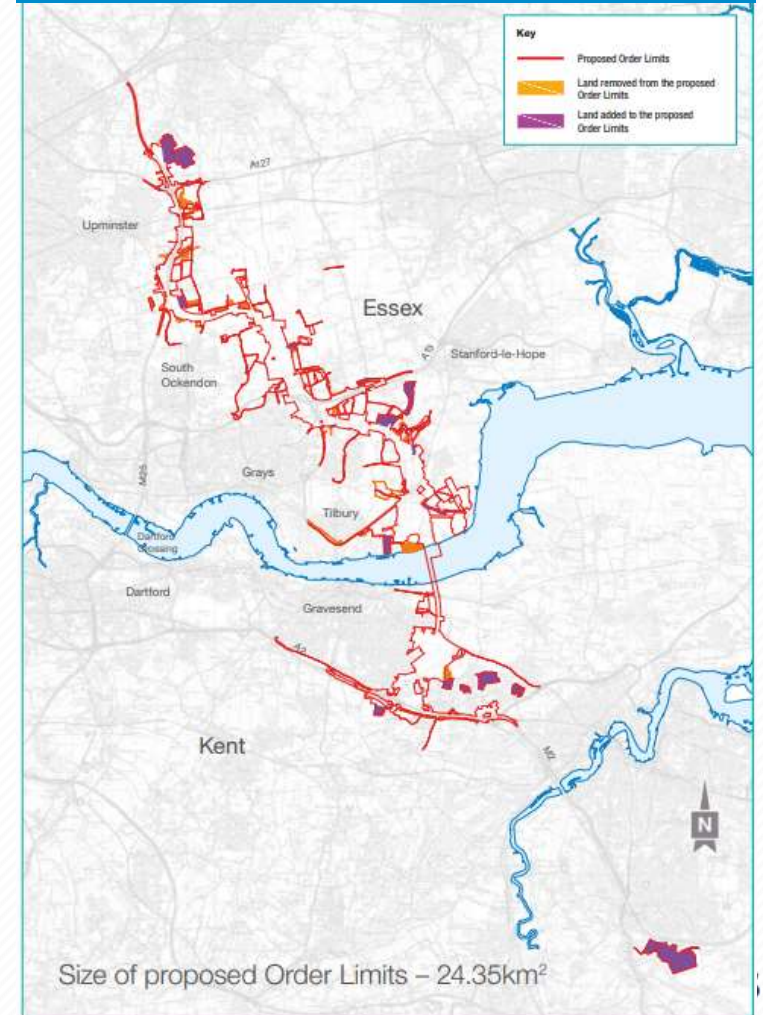 Key
Proposed Order Limits
Land removed from the proposed
Order Limits
Land added to the proposed
Order Limits
A127
Upminster
Essex
A13
Stanford-le-Hope
South
Ockendon
M25
Grays
Tilbury
Dartford
Crossing
Dartford
Gravesend
A2
Kent
M2
N
Size of proposed Order Limits – 24.35km²